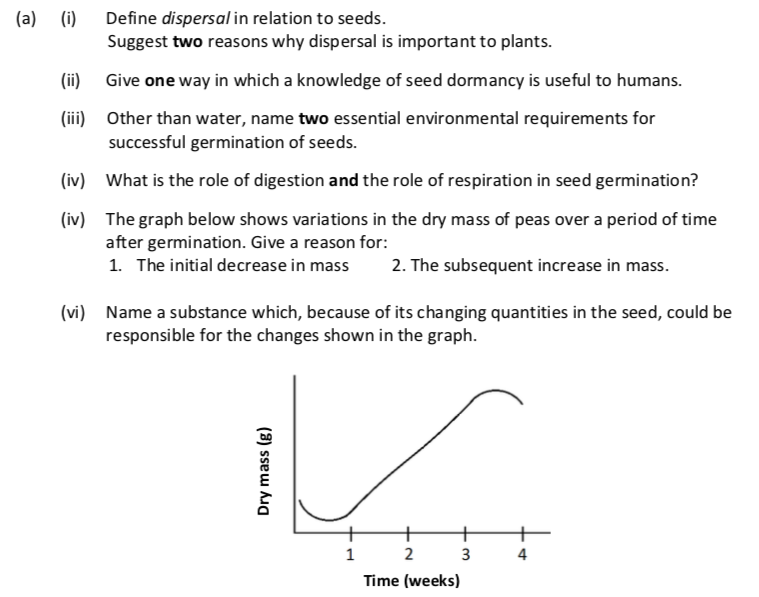 (a) (i) Define dispersal in relation to seeds.
Suggest two reasons why dispersal is important to plants.
(ii) Give one way in which a knowledge of seed dormancy is useful to humans.
(iii) Other than water, name two essential environmental requirements for
successful germination of seeds.
(iv) What is the role of digestion and the role of respiration in seed germination?
(iv) The graph below shows variations in the dry mass of peas over a period of time
after germination. Give a reason for:
1. The initial decrease in mass 2. The subsequent increase in mass.
(vi) Name a substance which, because of its changing quantities in the seed, could be
responsible for the changes shown in the graph.
Dry mass (g)
1 2 3 4
Time (weeks)